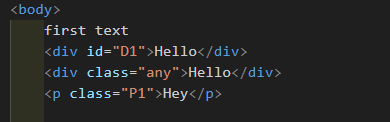 <body>
first text
<div id="D1">Hello</div>
<div class="any">Hello</div>
<p class="P1">Hey</p>